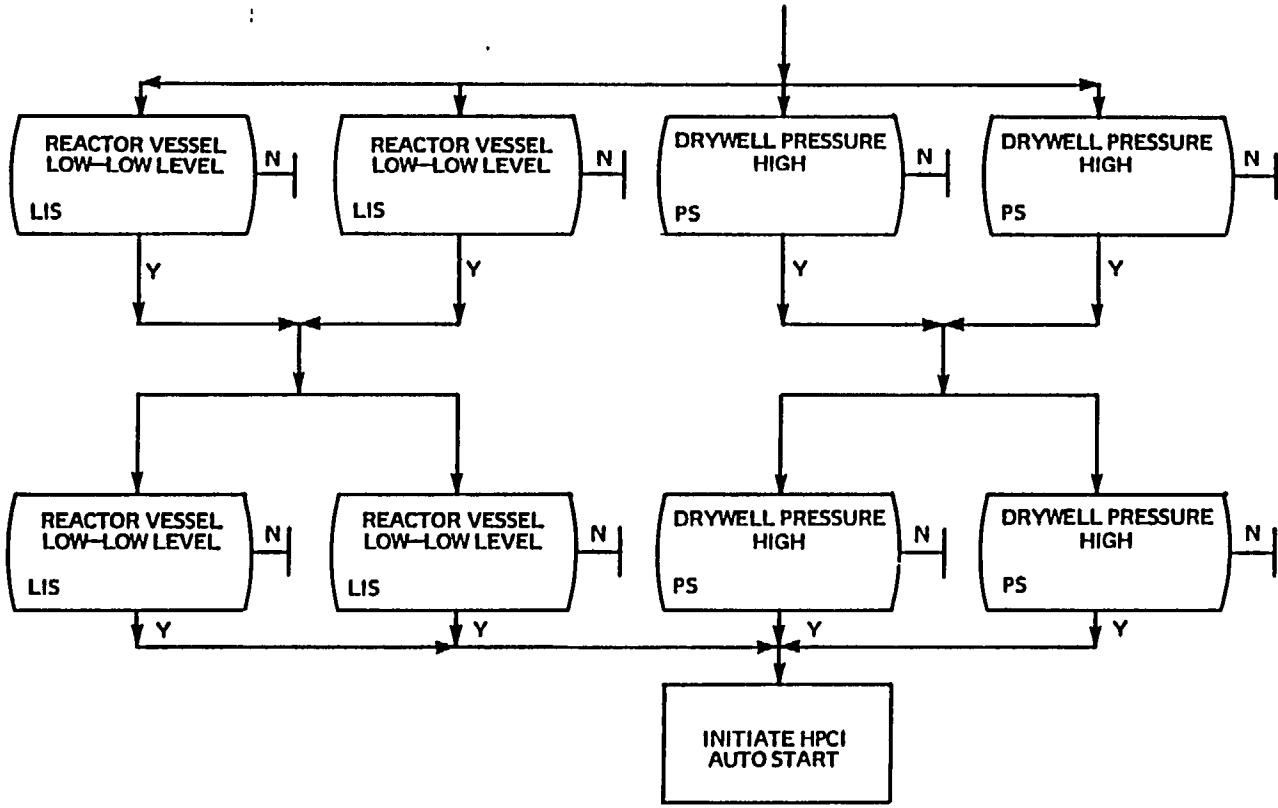 REACTOR VESSEL
LOW—LOW LEVEL
LIS
N
Y
REACTOR VESSEL
LOW—LOW LEVEL
LIS
N
Y
DRYWELL PRESSURE
HIGH
PS
N
Y
DRYWELL PRESSURE
HIGH
PS
N
Y
REACTOR VESSEL
LOW—LOW LEVEL
LIS
N
Y
REACTOR VESSEL
LOW—LOW LEVEL
LIS
N
Y
DRYWELL PRESSURE
HIGH
PS
N
Y
DRYWELL PRESSURE
HIGH
PS
N
Y
INITIATE HPCI
AUTO START